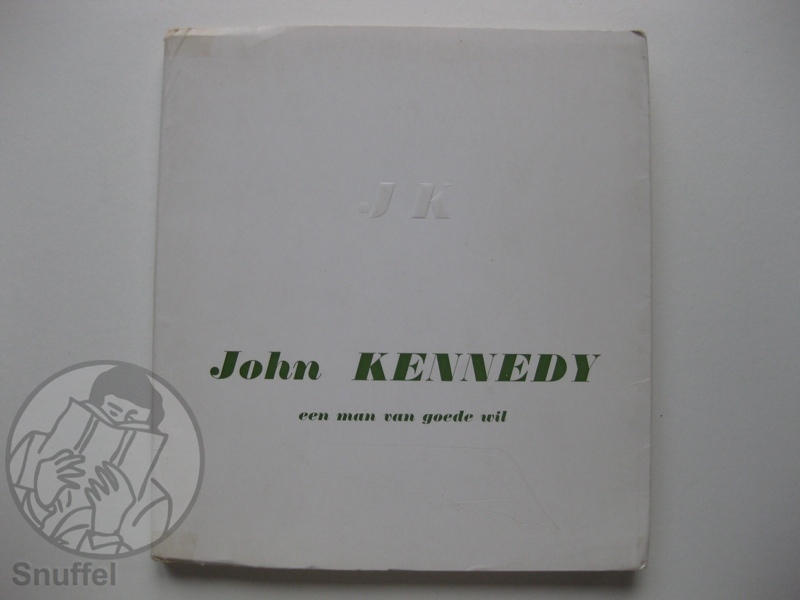 J K
John KENNEDY
een man van goede wil
Snuffel